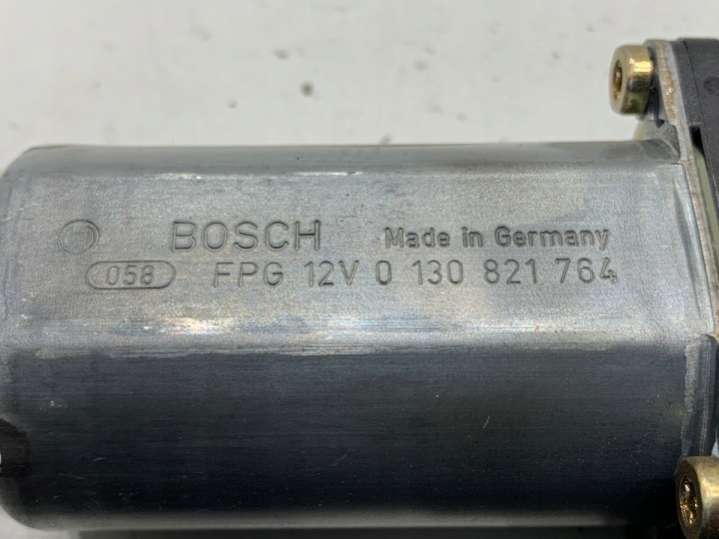 BOSCH Made in Germany
058 FPG 12V 0 130 821 764